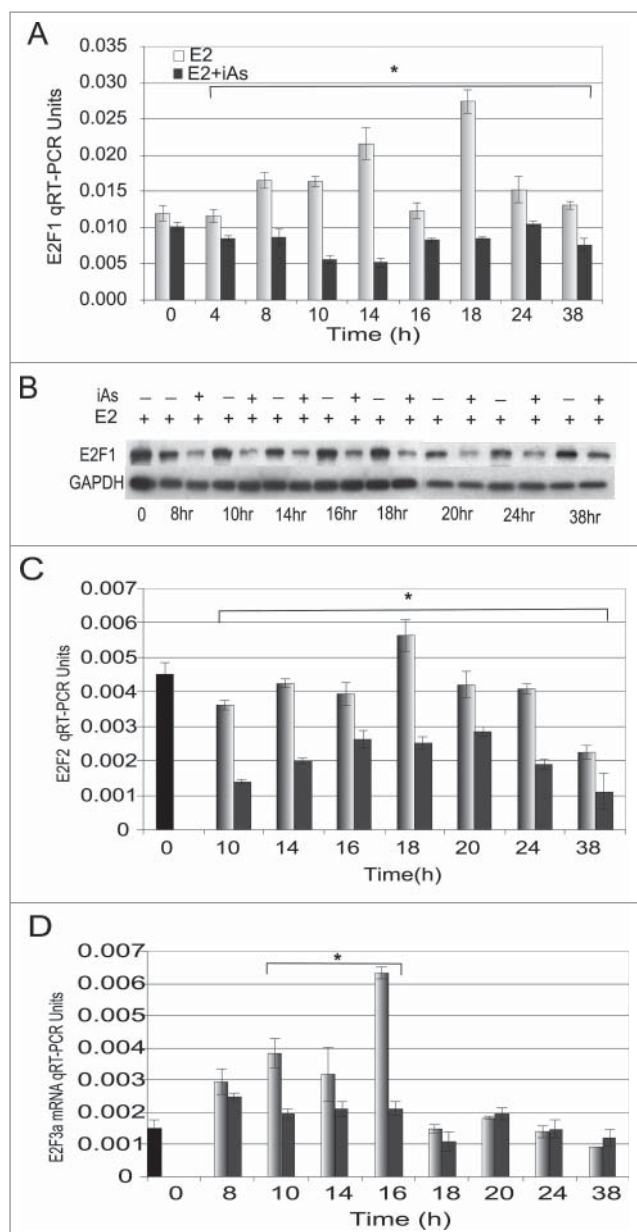 A
E2
E2+iAs
*
0.035
0.030
0.025
0.020
0.015
0.010
0.005
0.000
E2F1 qRT-PCR Units
0 4 8 10 14 16 18 24 38
Time (h)
B
iAs – – + – + – + – + – + – + – + – +
E2 + + + + + + + + + + + + + + + + +
E2F1
GAPDH
0 8hr 10hr 14hr 16hr 18hr 20hr 24hr 38hr
C
*
0.007
0.006
0.005
0.004
0.003
0.002
0.001
0
E2F2 qRT-PCR Units
0 10 14 16 18 20 24 38
Time(h)
D
*
0.007
0.006
0.005
0.004
0.003
0.002
0.001
0
E2F3a mRNA qRT-PCR Units
0 8 10 14 16 18 20 24 38
Time (h)